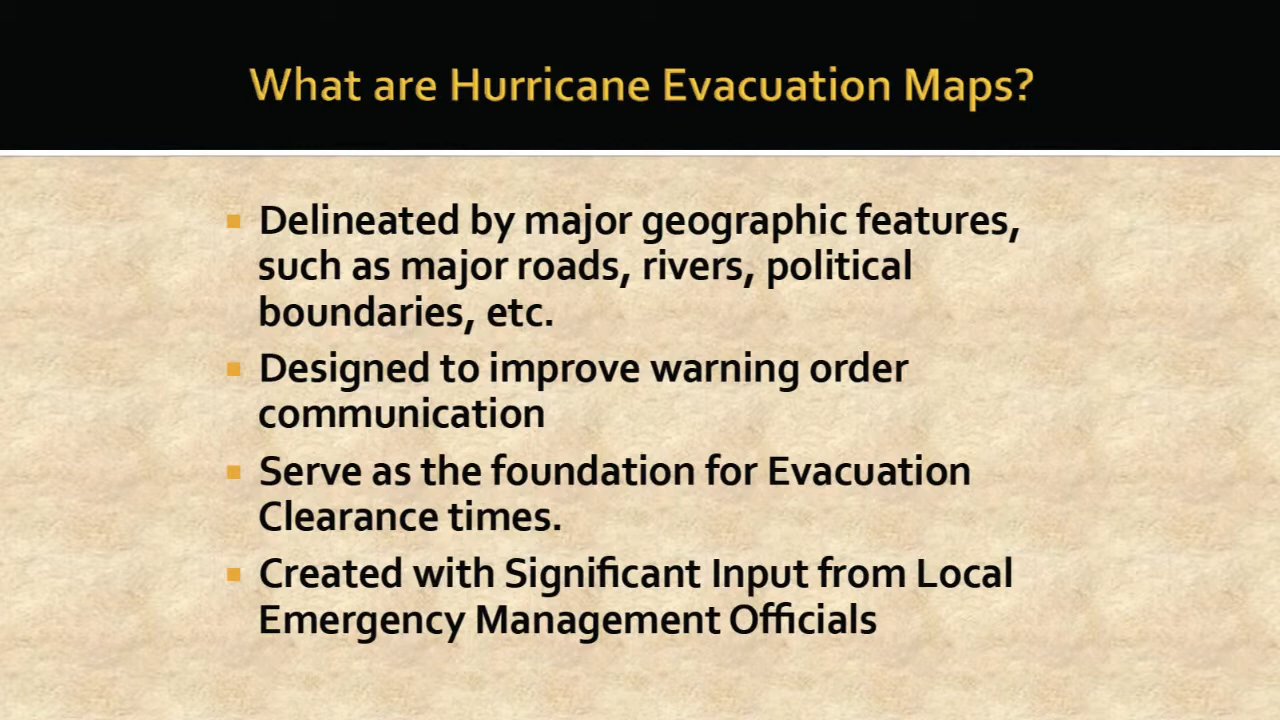 What are Hurricane Evacuation Maps?
Delineated by major geographic features,
such as major roads, rivers, political
boundaries, etc.
Designed to improve warning order
communication
Serve as the foundation for Evacuation
Clearance times.
Created with Significant Input from Local
Emergency Management Officials